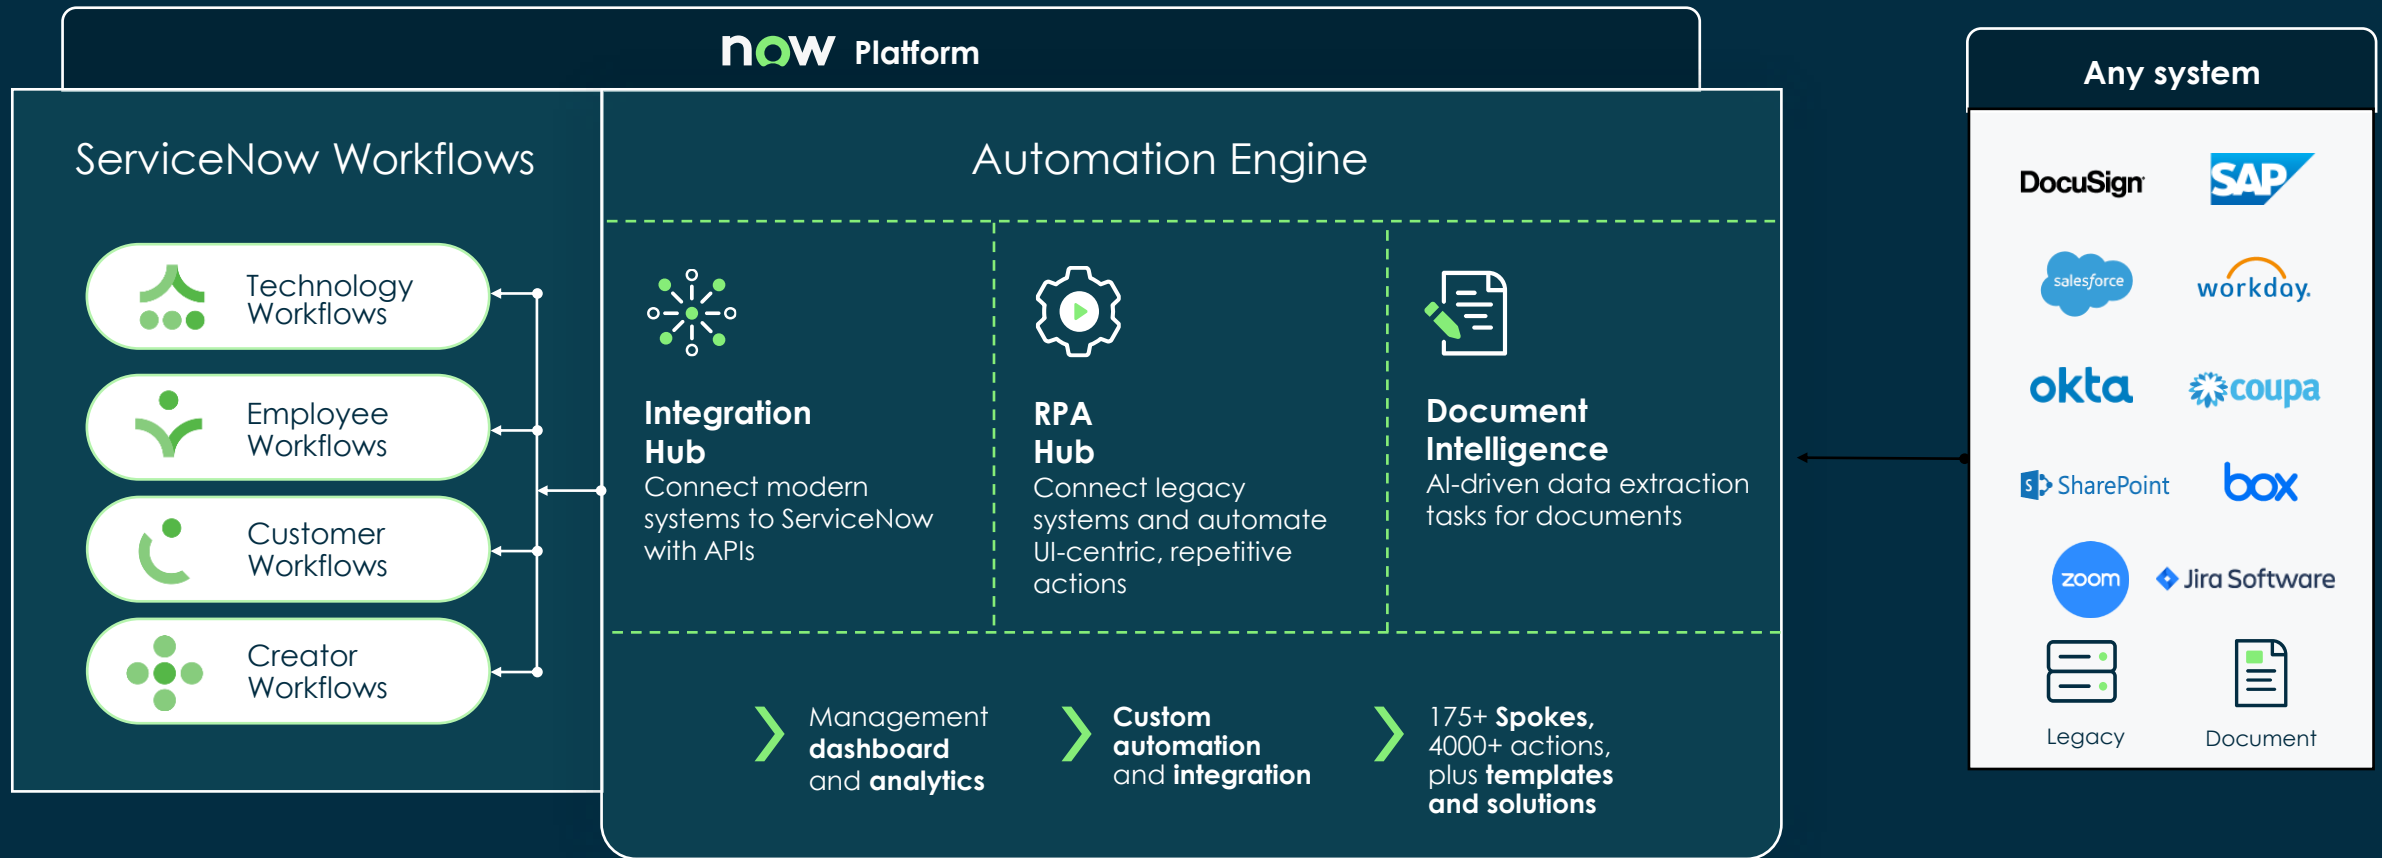 now Platform
ServiceNow Workflows
Technology
Workflows
Employee
Workflows
Customer
Workflows
Creator
Workflows
Automation Engine
Integration
Hub
Connect modern
systems to ServiceNow
with APIs
RPA
Hub
Connect legacy
systems and automate
UI-centric, repetitive
actions
Document
Intelligence
AI-driven data extraction
tasks for documents
Management
dashboard
and analytics
Custom
automation
and integration
175+ Spokes,
4000+ actions,
plus templates
and solutions
Any system
DocuSign
SAP
salesforce
workday.
okta
coupa
S SharePoint
box
zoom
Jira Software
Legacy
Document